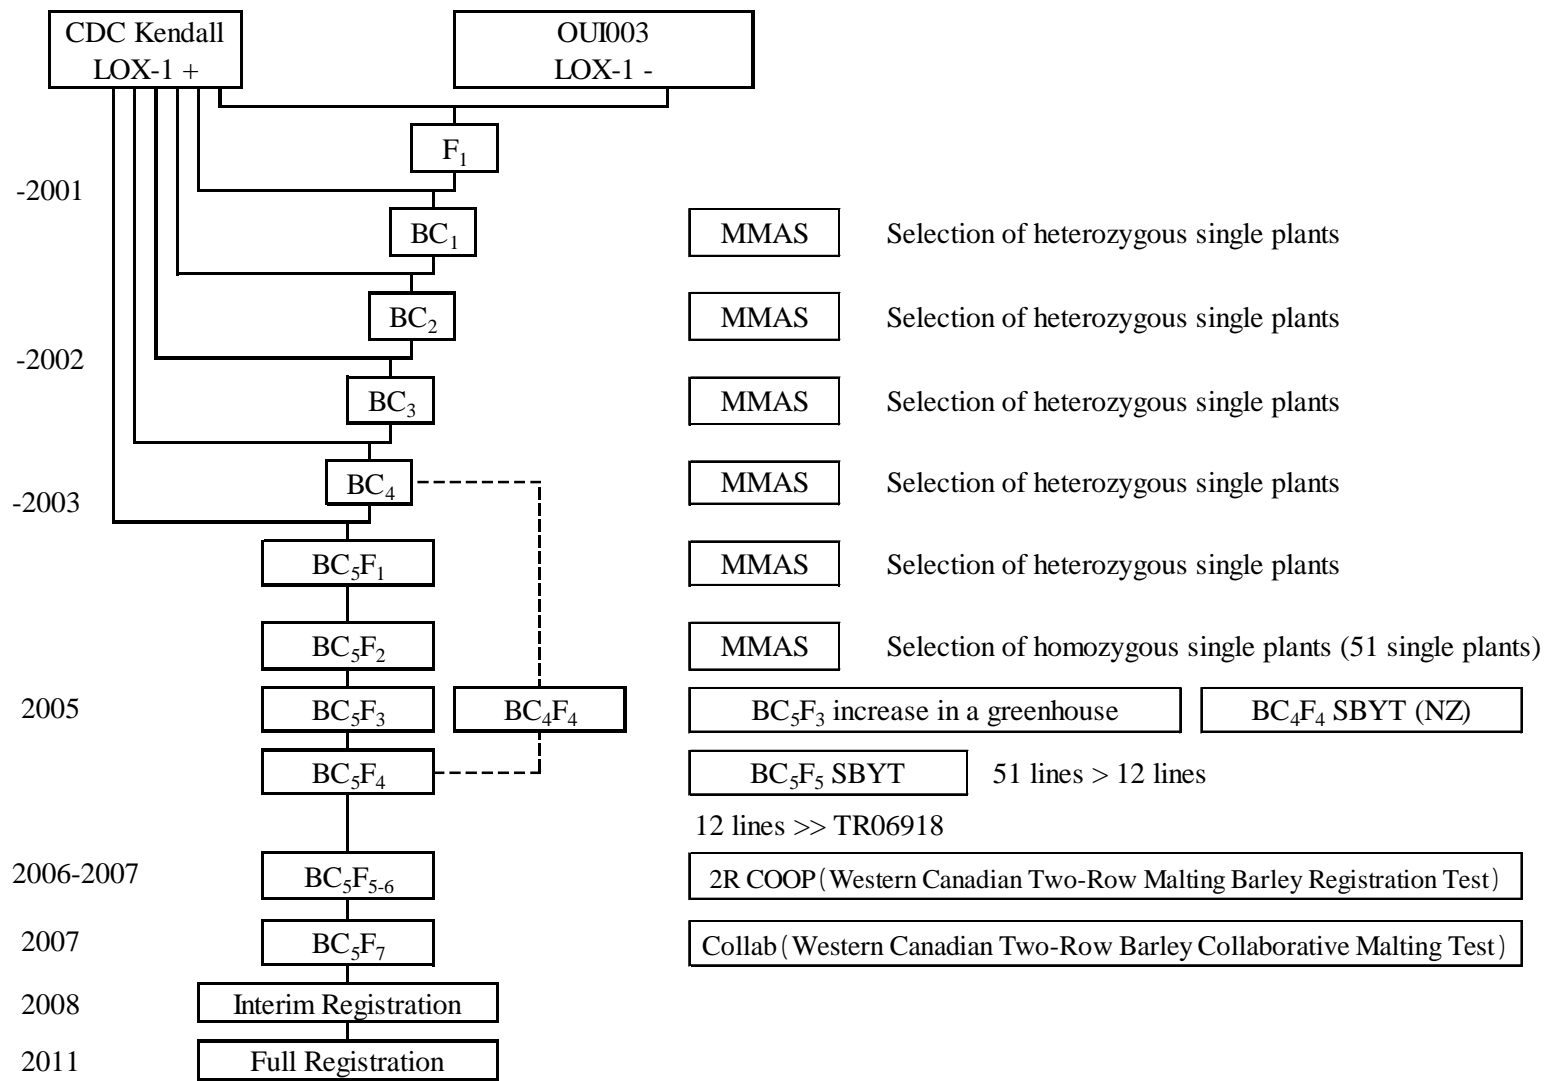 CDC Kendall
LOX-1 +
OUI003
LOX-1 -
F₁
-2001
BC₁
MMAS
Selection of heterozygous single plants
BC₂
MMAS
Selection of heterozygous single plants
-2002
BC₃
MMAS
Selection of heterozygous single plants
BC₄
MMAS
Selection of heterozygous single plants
-2003
BC₅F₁
MMAS
Selection of heterozygous single plants
BC₅F₂
MMAS
Selection of homozygous single plants (51 single plants)
2005
BC₅F₃
BC₄F₄
BC₅F₃ increase in a greenhouse
BC₄F₄ SBYT (NZ)
BC₅F₄
BC₅F₅ SBYT
51 lines > 12 lines
12 lines >> TR06918
2006-2007
BC₅F₅₋₆
2R COOP(Western Canadian Two-Row Malting Barley Registration Test)
2007
BC₅F₇
Collab(Western Canadian Two-Row Barley Collaborative Malting Test)
2008
Interim Registration
2011
Full Registration